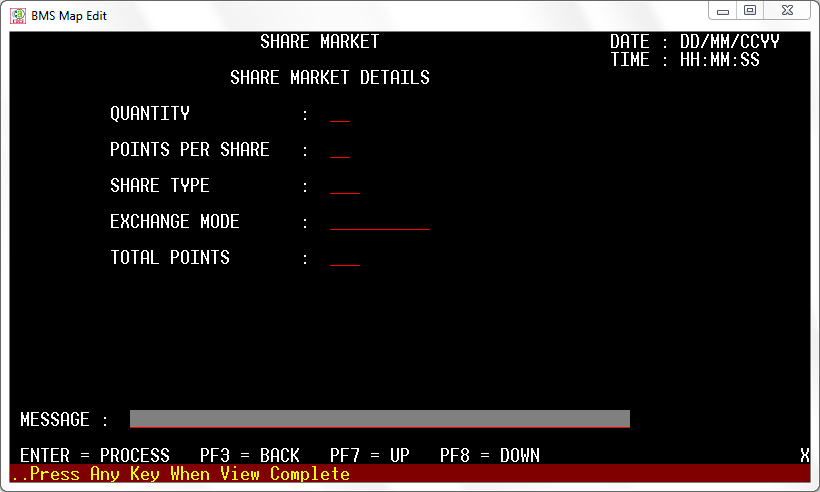 BMS Map Edit
SHARE MARKET DATE : DD/MM/CCYY
TIME : HH:MM:SS
SHARE MARKET DETAILS
QUANTITY : __
POINTS PER SHARE : __
SHARE TYPE : ___
EXCHANGE MODE : __________
TOTAL POINTS : ___
MESSAGE :
ENTER = PROCESS PF3 = BACK PF7 = UP PF8 = DOWN X
..Press Any Key When View Complete